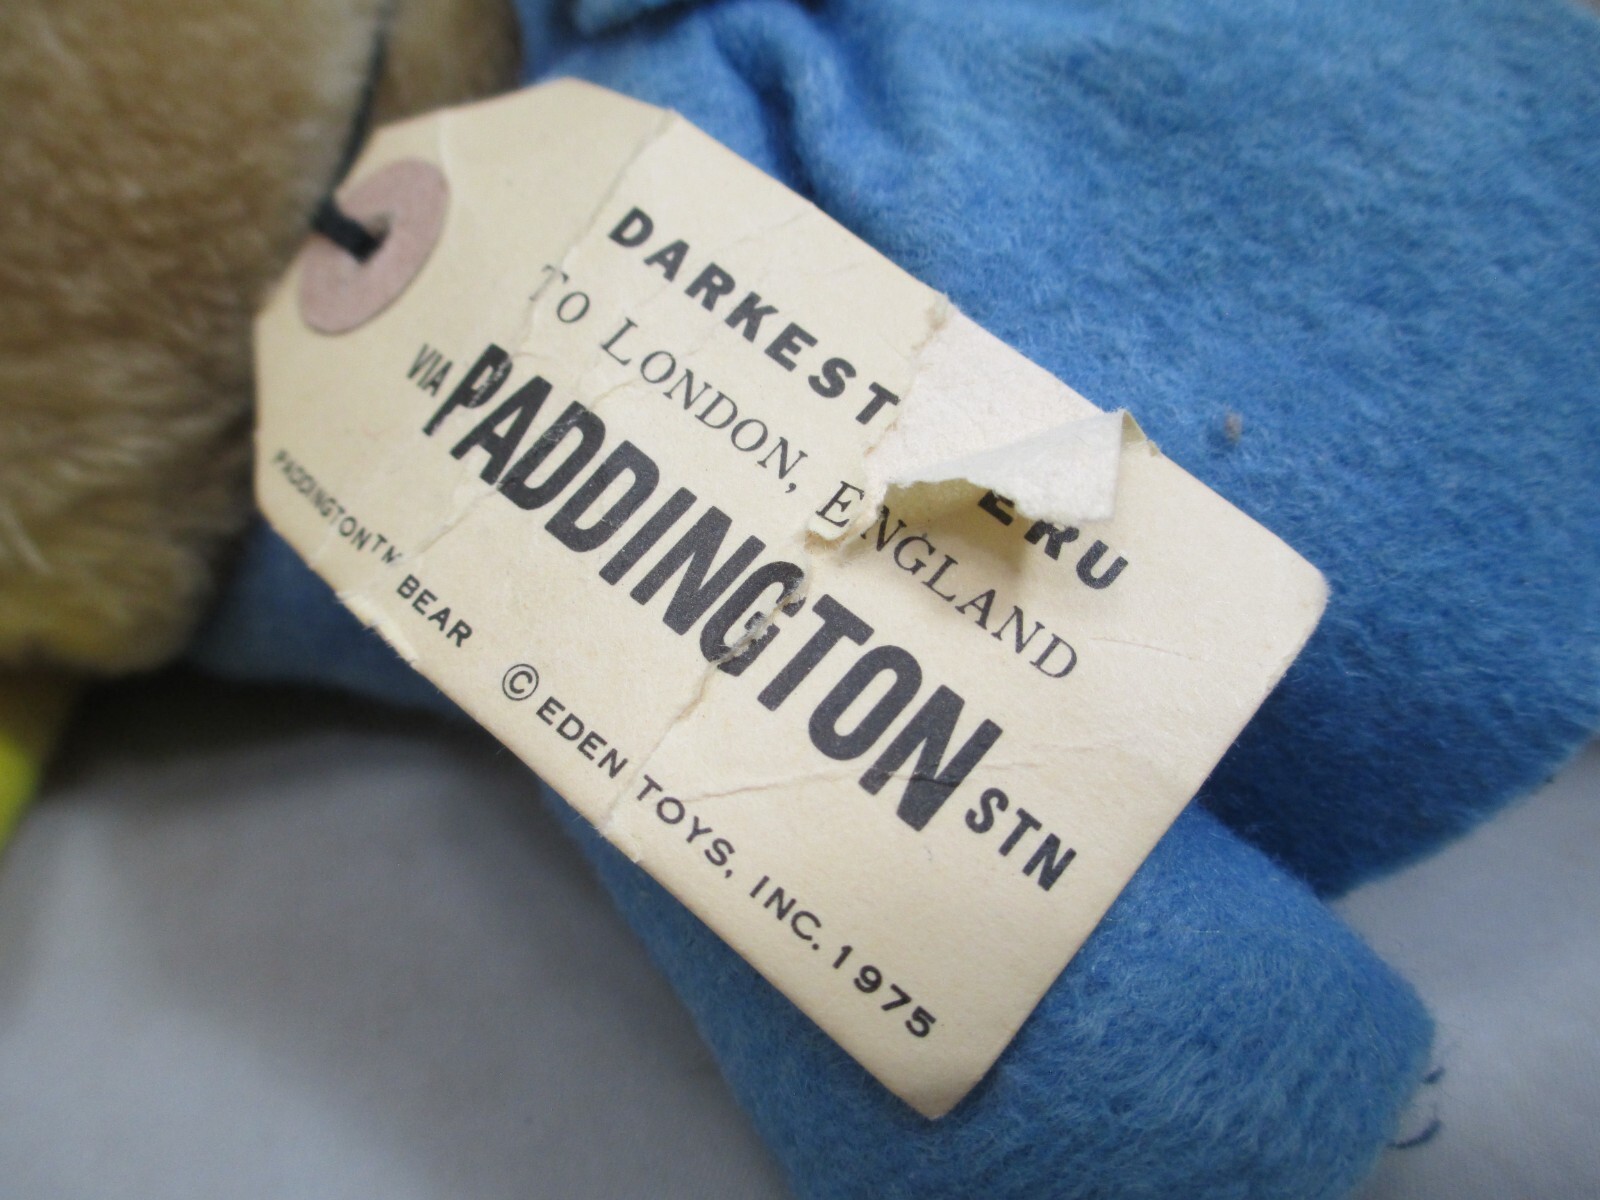 DARKEST ERU
TO LONDON, ENGLAND
VIA PADDINGTON STN
PADDINGTON™ BEAR © EDEN TOYS, INC. 1975